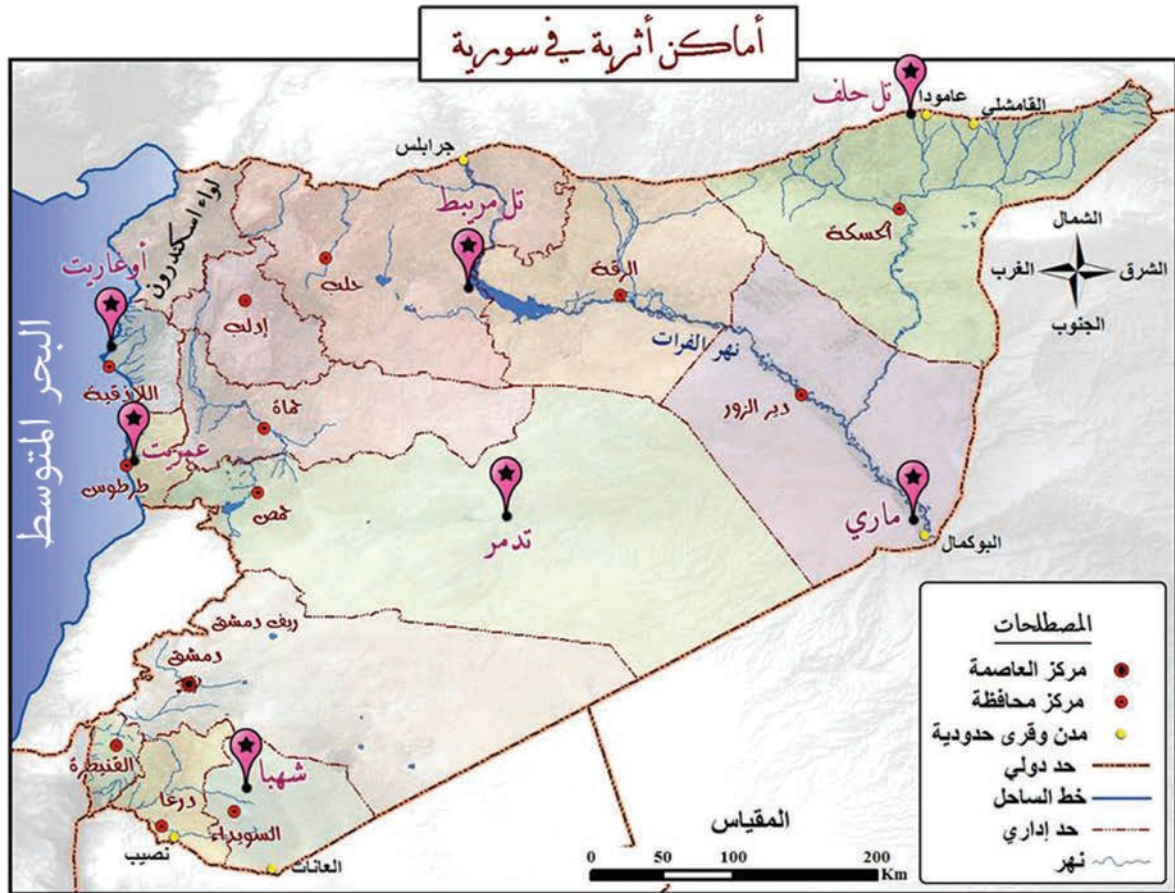 أماكن أثرية في سورية
تل حلف
عامودا
القامشلي
جرابلس
تل مريبط
لواء اسكندرون
أوغاريت
حلب
إدلب
الرقة
الحسكة
الشمال
الغرب
الشرق
الجنوب
البحر المتوسط
نهر الفرات
اللاذقية
حماة
دير الزور
عمريت
طرطوس
حمص
تدمر
ماري
البوكمال
ريف دمشق
دمشق
القنيطرة
شهبا
درعا
السويداء
نصيب
العانات
المصطلحات
مركز العاصمة
مركز محافظة
مدن وقرى حدودية
حد دولي
خط الساحل
حد إداري
نهر
المقياس
0 50 100 200
Km